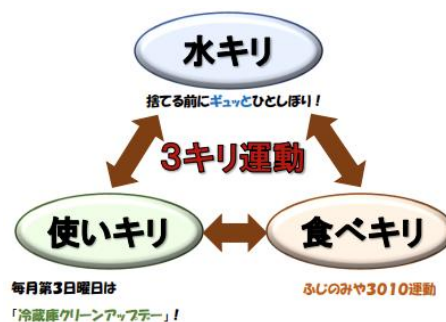 水キリ
捨てる前にギュッとひとしぼり！
3キリ運動
使いキリ
食べキリ
毎月第3日曜日は
「冷蔵庫クリーンアップデー」！
ふじのみや3010運動